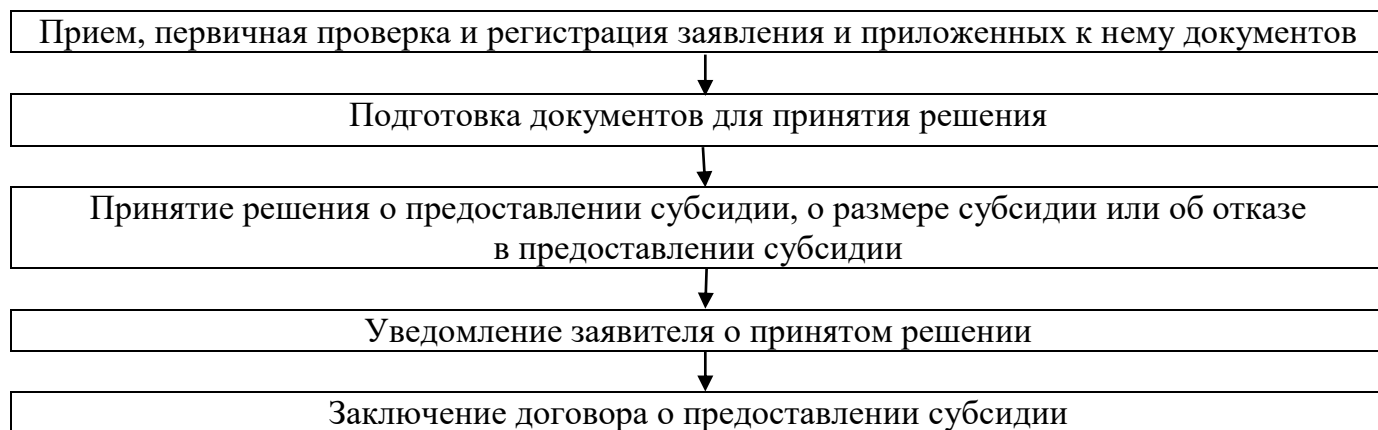 Прием, первичная проверка и регистрация заявления и приложенных к нему документов
Подготовка документов для принятия решения
Принятие решения о предоставлении субсидии, о размере субсидии или об отказе
в предоставлении субсидии
Уведомление заявителя о принятом решении
Заключение договора о предоставлении субсидии